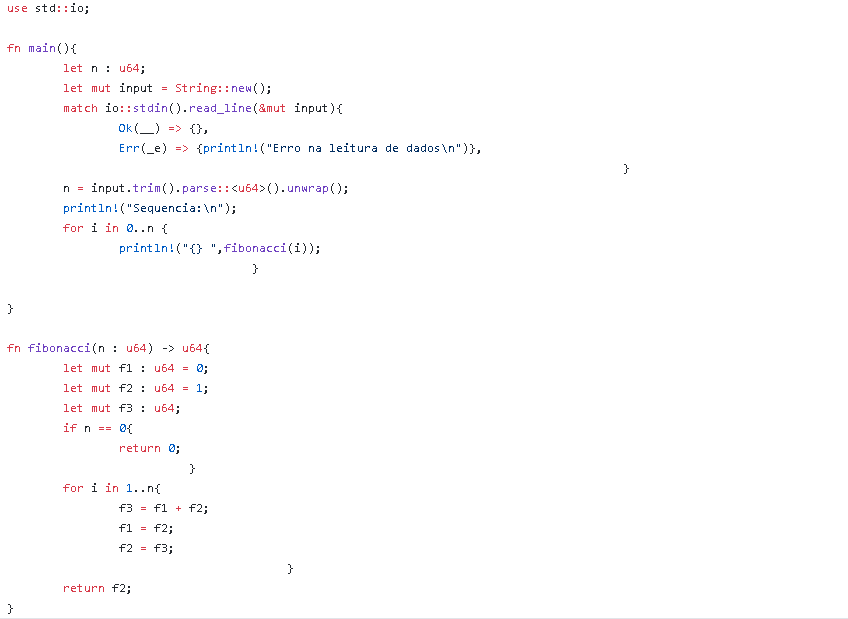 use std::io;
fn main(){
let n : u64;
let mut input = String::new();
match io::stdin().read_line(&mut input){
Ok(__) => {},
Err(_e) => {println!("Erro na leitura de dados\n")},
}
n = input.trim().parse::<u64>().unwrap();
println!("Sequencia:\n");
for i in 0..n {
println!("{} ",fibonacci(i));
}
}
fn fibonacci(n : u64) -> u64{
let mut f1 : u64 = 0;
let mut f2 : u64 = 1;
let mut f3 : u64;
if n == 0{
return 0;
}
for i in 1..n{
f3 = f1 + f2;
f1 = f2;
f2 = f3;
}
return f2;
}